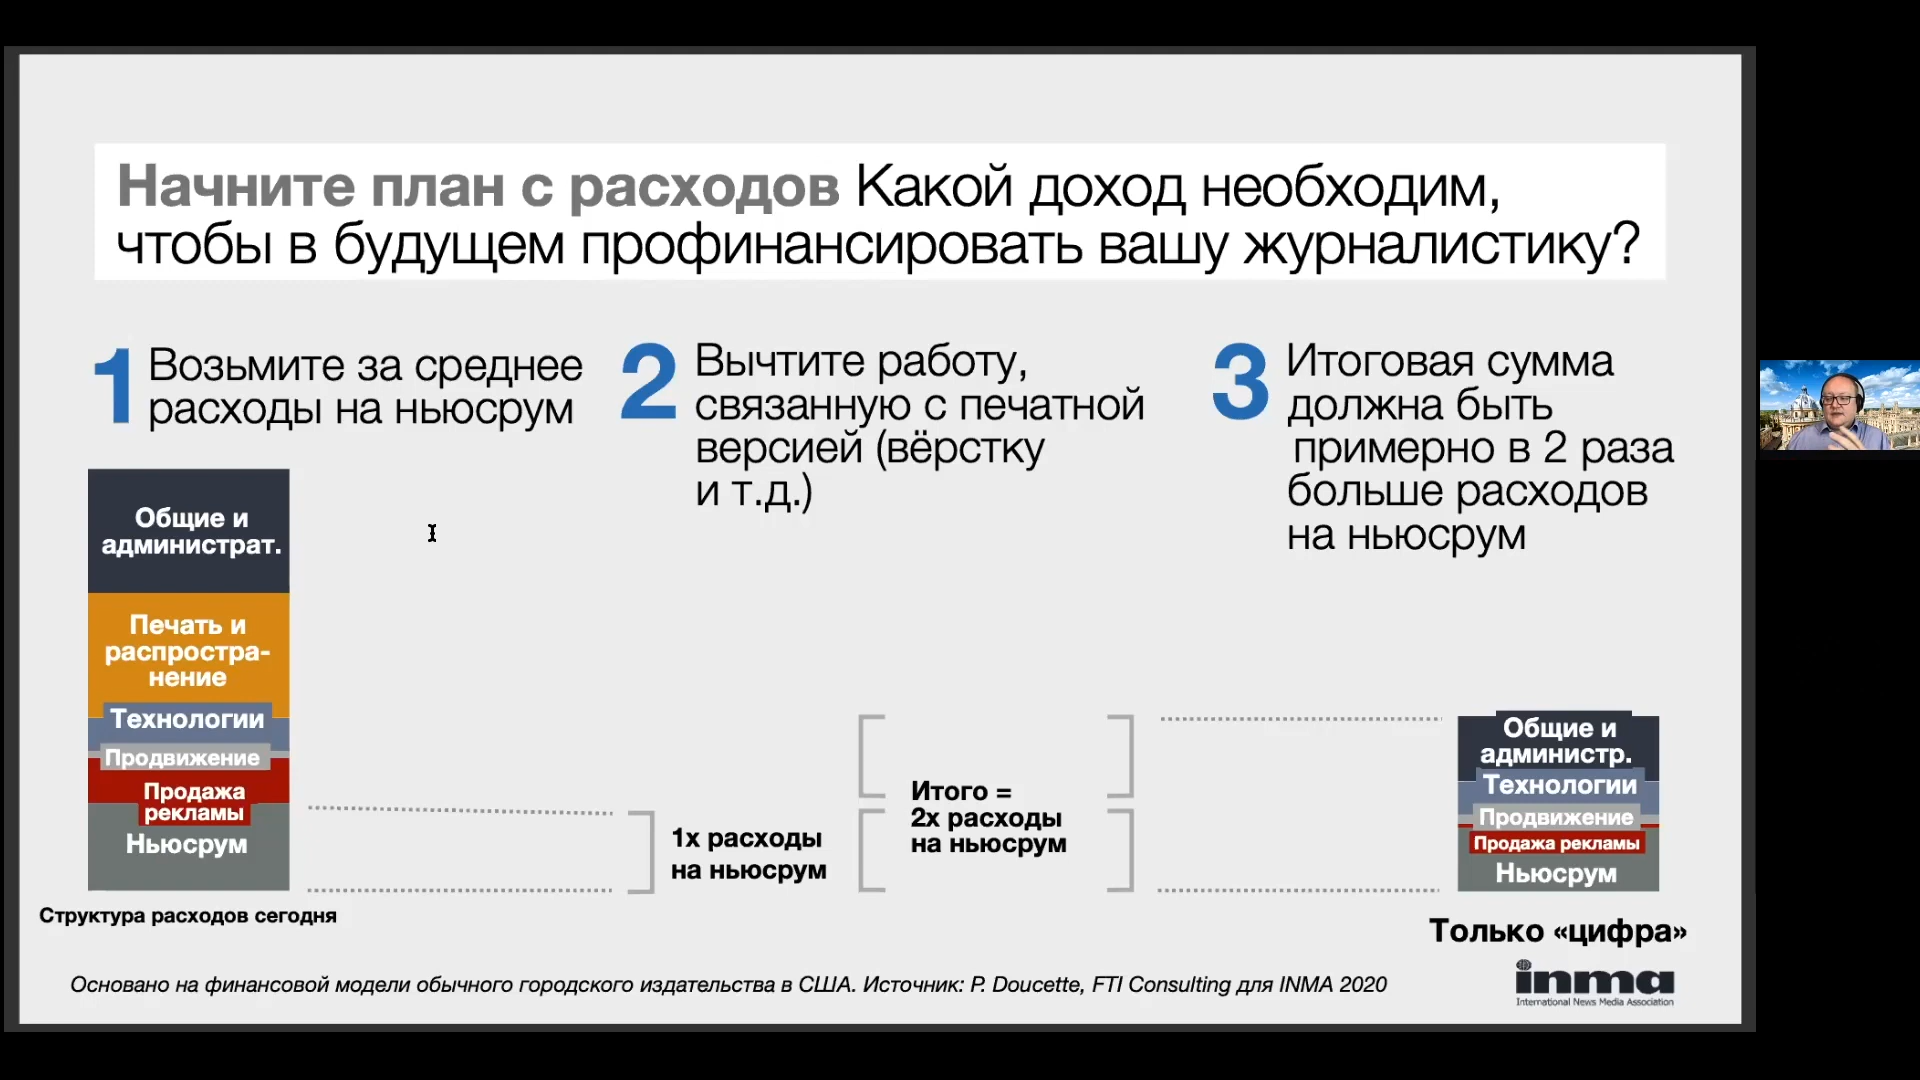 Начните план с расходов Какой доход необходим,
чтобы в будущем профинансировать вашу журналистику?
1 Возьмите за среднее
расходы на ньюсрум
2 Вычтите работу,
связанную с печатной
версией (вёрстку
и т.д.)
3 Итоговая сумма
должна быть
примерно в 2 раза
больше расходов
на ньюсрум
Общие и
администрат.
Печать и
распростра-
нение
Технологии
Продвижение
Продажа
рекламы
Ньюсрум
Структура расходов сегодня
1x расходы
на ньюсрум
Итого =
2x расходы
на ньюсрум
Общие и
администр.
Технологии
Продвижение
Продажа рекламы
Ньюсрум
Только «цифра»
Основано на финансовой модели обычного городского издательства в США. Источник: P. Doucette, FTI Consulting для INMA 2020
inma
International News Media Association